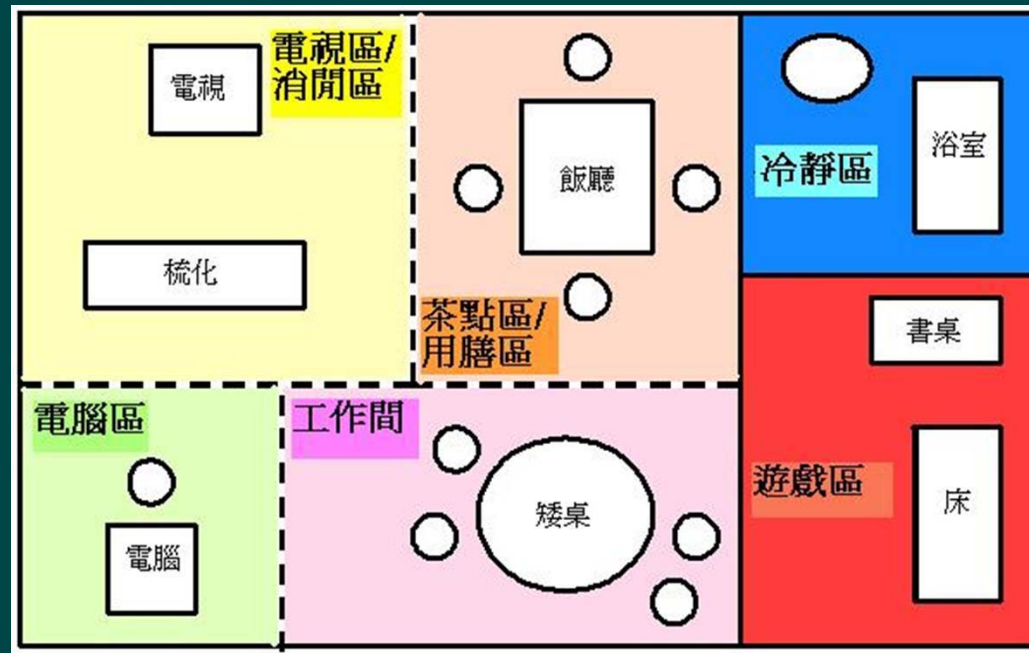 電視
電視區/
消閒區
梳化
飯廳
茶點區/
用膳區
冷靜區
浴室
電腦區
電腦
工作間
矮桌
書桌
遊戲區
床